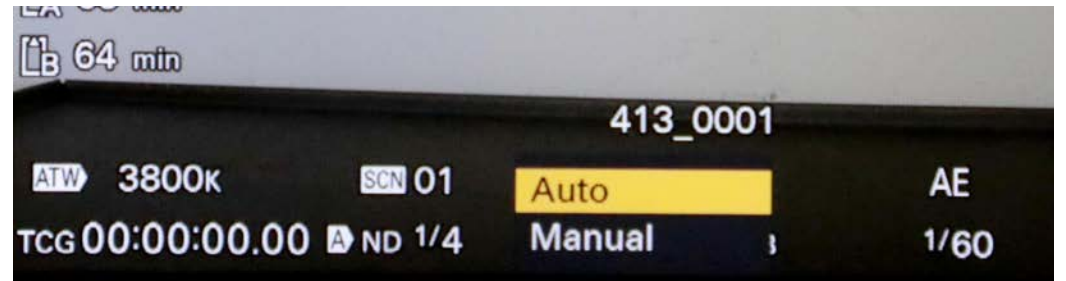 64 min
413_0001
ATW 3800K SCN 01 Auto AE
TCG 00:00:00.00 A ND 1/4 Manual 1/60